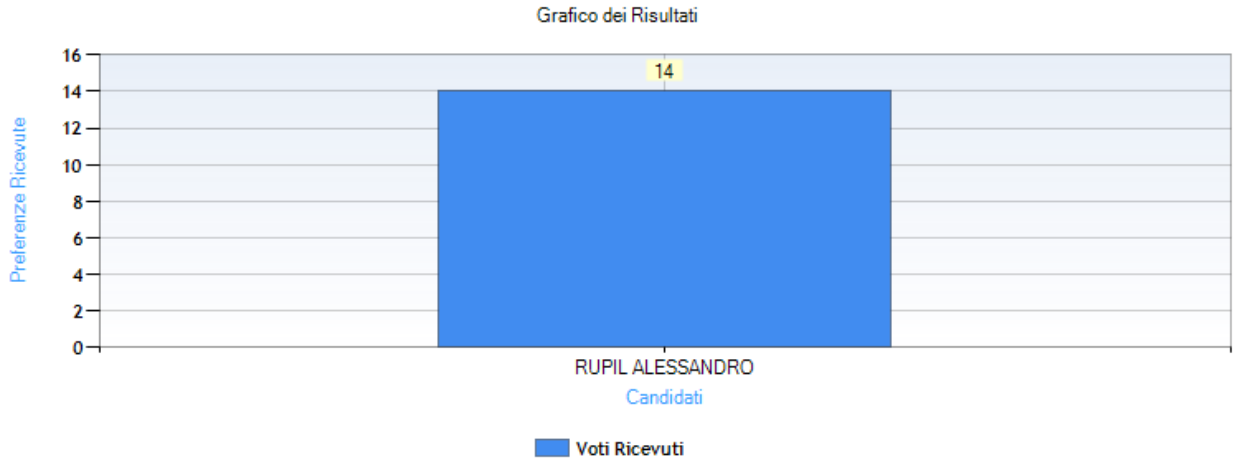 Grafico dei Risultati
16
14
14
12
10
8
6
4
2
0
Preferenze Ricevute
RUPIL ALESSANDRO
Candidati
Voti Ricevuti